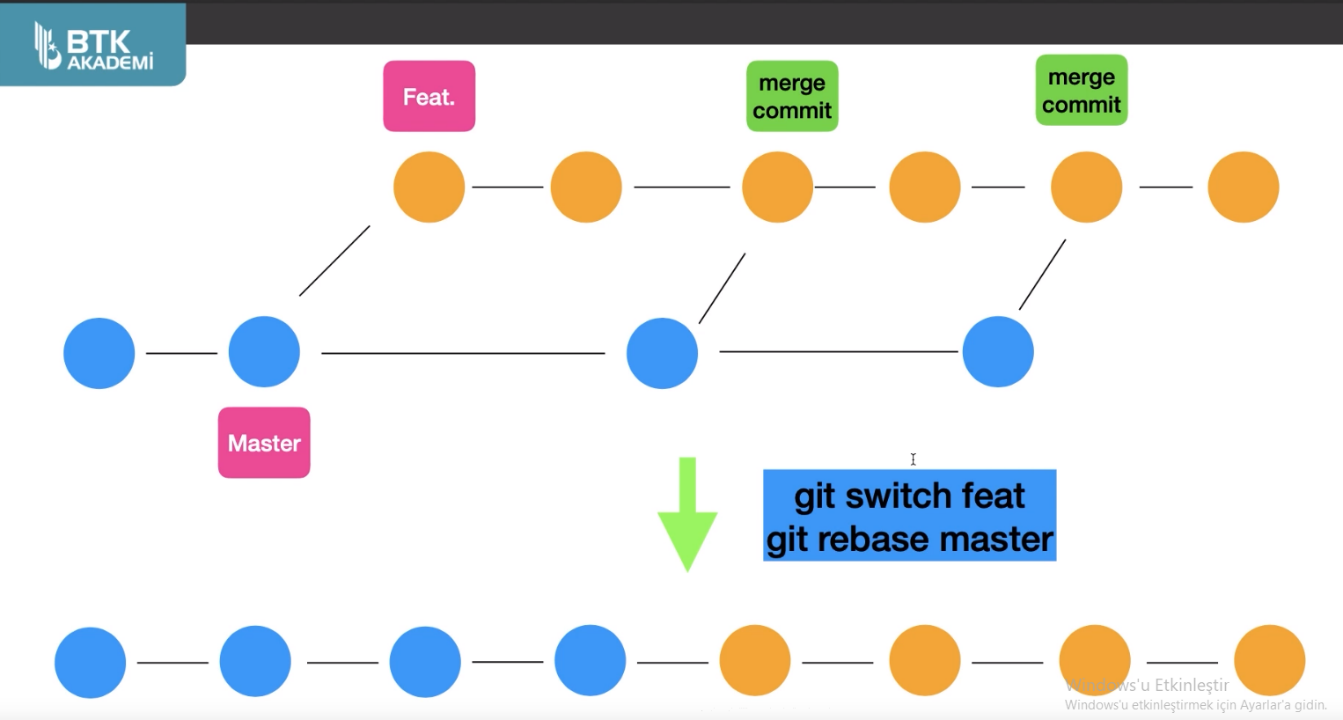 BTK
AKADEMİ
Feat.
merge
commit
merge
commit
Master
git switch feat
git rebase master
Windows'u Etkinleştir
Windows'u etkinleştirmek için Ayarlar'a gidin.